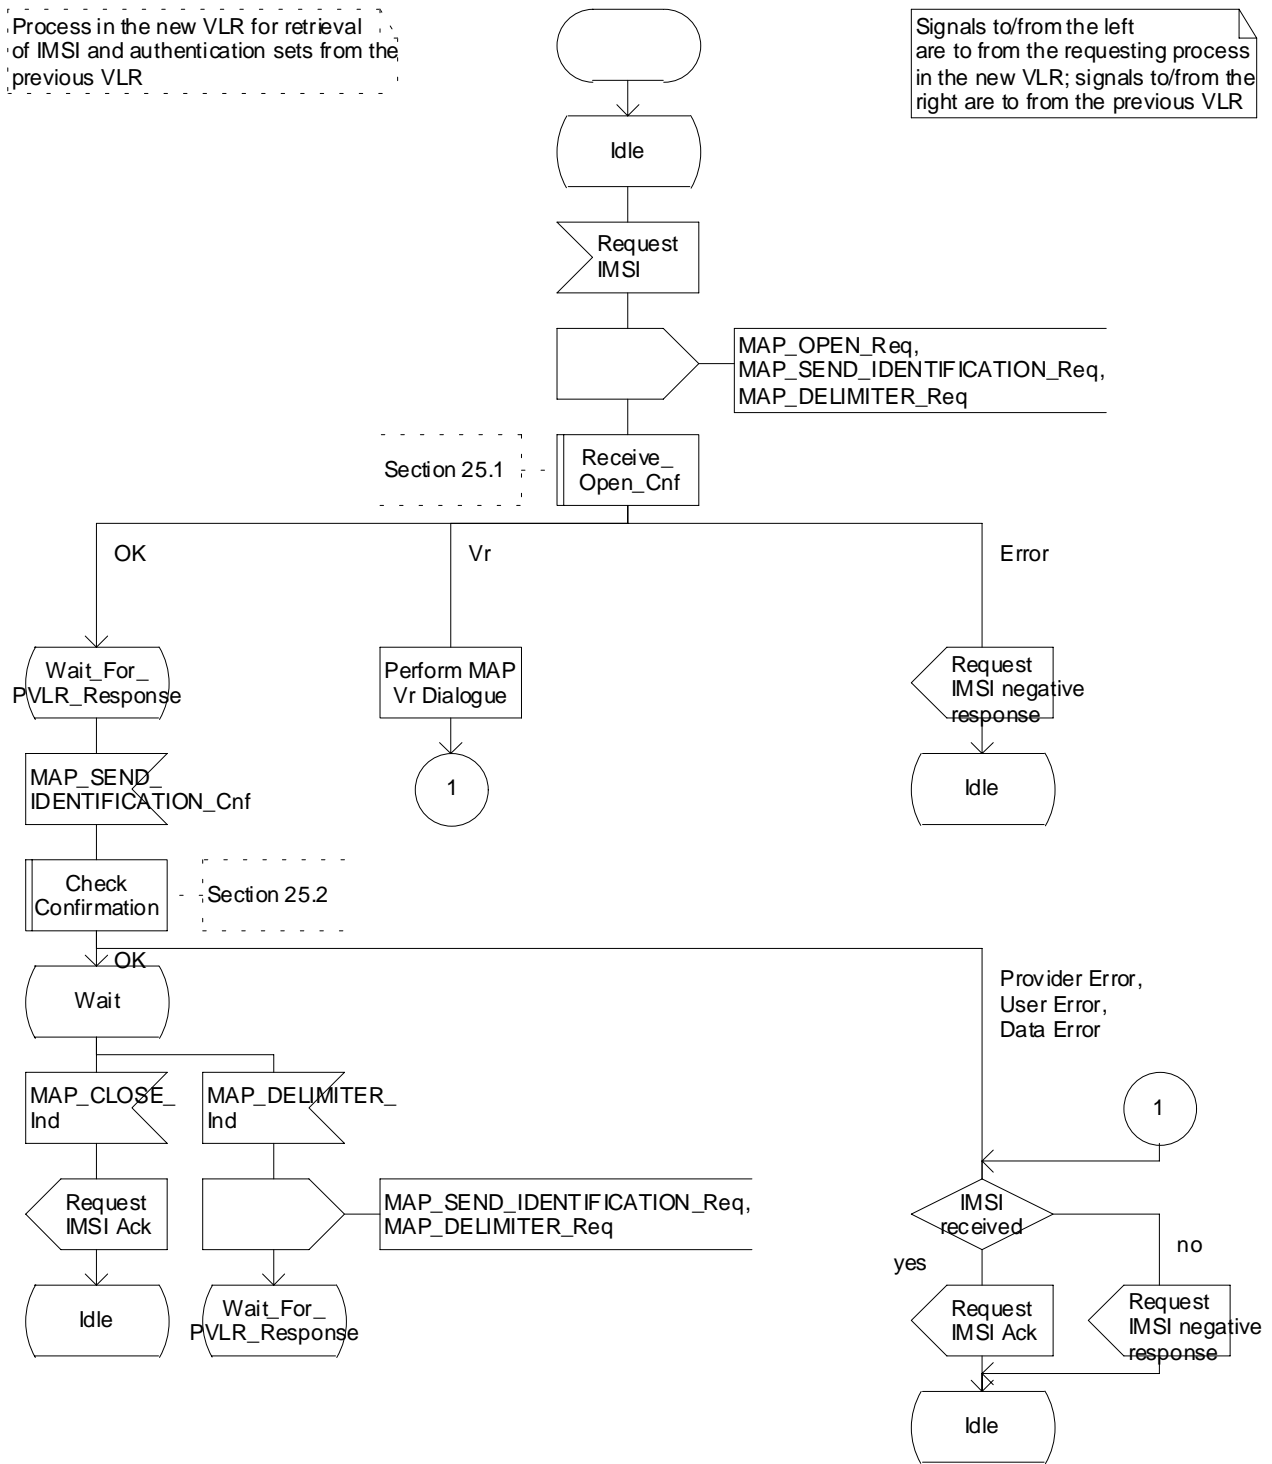 Process in the new VLR for retrieval
of IMSI and authentication sets from the
previous VLR
Signals to/from the left
are to from the requesting process
in the new VLR; signals to/from the
right are to from the previous VLR
Idle
Request
IMSI
MAP_OPEN_Req,
MAP_SEND_IDENTIFICATION_Req,
MAP_DELIMITER_Req
Section 25.1
Receive_
Open_Cnf
OK
Vr
Error
Wait_For_
PVLR_Response
Perform MAP
Vr Dialogue
Request
IMSI negative
response
MAP_SEND_
IDENTIFICATION_Cnf
1
Idle
Check
Confirmation
Section 25.2
OK
Wait
Provider Error,
User Error,
Data Error
MAP_CLOSE_
Ind
MAP_DELIMITER_
Ind
1
Request
IMSI Ack
MAP_SEND_IDENTIFICATION_Req,
MAP_DELIMITER_Req
IMSI
received
yes
no
Idle
Wait_For_
PVLR_Response
Request
IMSI Ack
Request
IMSI negative
response
Idle